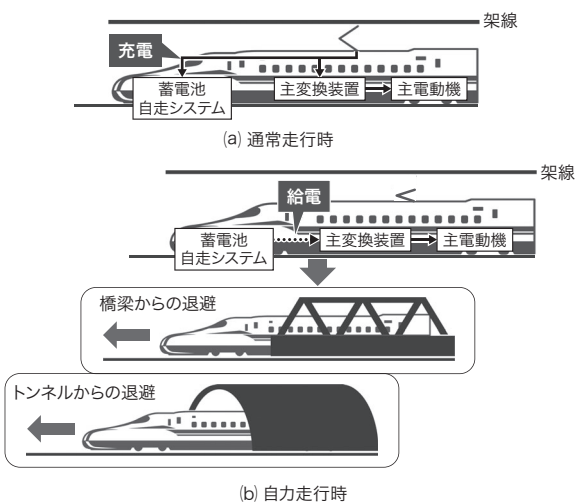 架線
充電
蓄電池
自走システム
主変換装置
主電動機
(a) 通常走行時
架線
給電
蓄電池
自走システム
主変換装置
主電動機
橋梁からの退避
トンネルからの退避
(b) 自力走行時